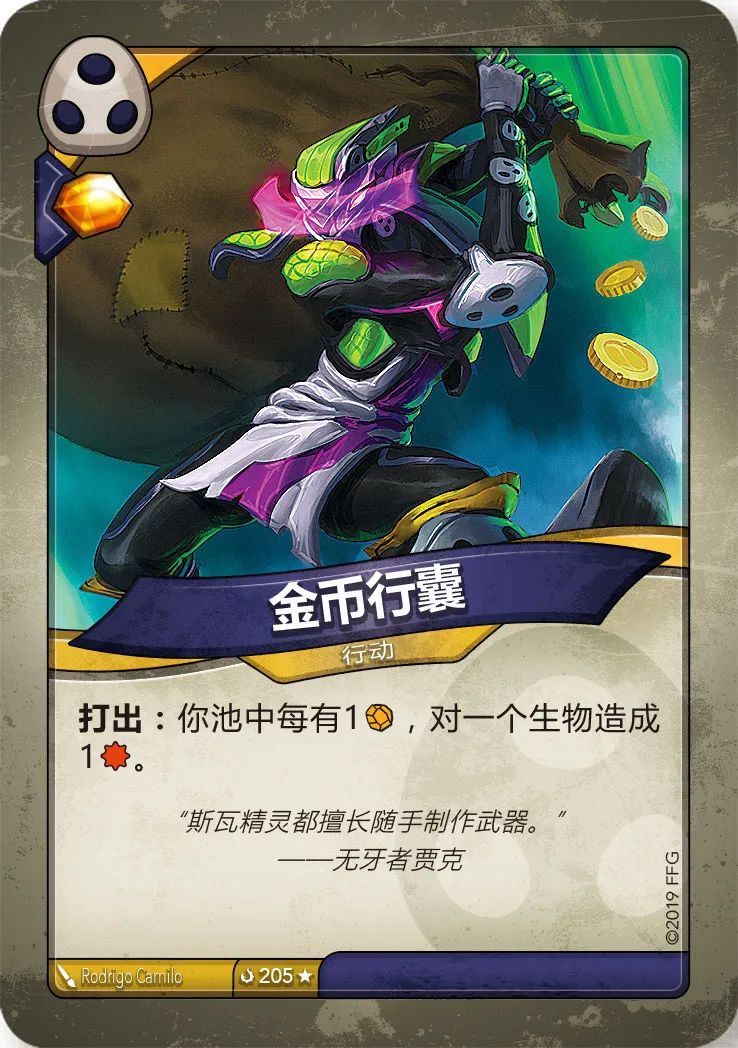 金币行囊
行动
打出：你池中每有1，对一个生物造成
1。
“斯瓦精灵都擅长随手制作武器。”
——无牙者贾克
©2019 FFG
Rodrigo Camilo
205★